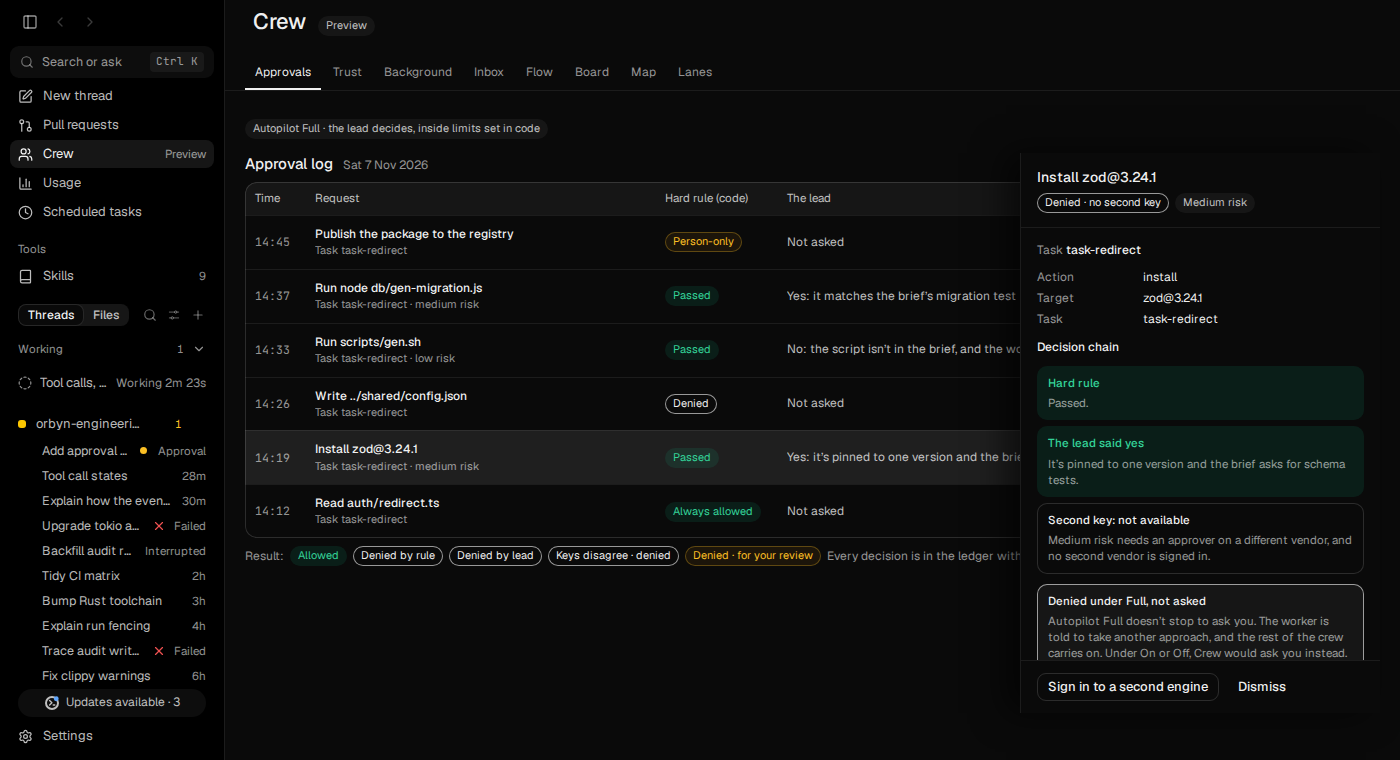 Search or ask Ctrl K
New thread
Pull requests
Crew Preview
Usage
Scheduled tasks
Tools
Skills 9
Threads Files
Working 1
Tool calls, ... Working 2m 23s
orbyn-engineeri... 1
Add approval ... Approval
Tool call states 28m
Explain how the even... 30m
Upgrade tokio a... Failed
Backfill audit r... Interrupted
Tidy CI matrix 2h
Bump Rust toolchain 3h
Explain run fencing 4h
Trace audit writ... Failed
Fix clippy warnings 6h
Updates available · 3
Settings
Crew Preview
Approvals Trust Background Inbox Flow Board Map Lanes
Autopilot Full · the lead decides, inside limits set in code
Approval log Sat 7 Nov 2026
Time Request Hard rule (code) The lead
14:45 Publish the package to the registry Person-only Not asked
Task task-redirect
14:37 Run node db/gen-migration.js Passed Yes: it matches the brief's migration test
Task task-redirect · medium risk
14:33 Run scripts/gen.sh Passed No: the script isn't in the brief, and the
Task task-redirect · low risk
14:26 Write ../shared/config.json Denied Not asked
Task task-redirect
14:19 Install zod@3.24.1 Passed Yes: it's pinned to one version and the
Task task-redirect · medium risk
14:12 Read auth/redirect.ts Always allowed Not asked
Task task-redirect
Result: Allowed Denied by rule Denied by lead Keys disagree · denied Denied · for your review Every decision is in the ledger with
Install zod@3.24.1
Denied · no second key Medium risk
Task task-redirect
Action install
Target zod@3.24.1
Task task-redirect
Decision chain
Hard rule
Passed.
The lead said yes
It's pinned to one version and the brief asks for schema
tests.
Second key: not available
Medium risk needs an approver on a different vendor, and
no second vendor is signed in.
Denied under Full, not asked
Autopilot Full doesn't stop to ask you. The worker is
told to take another approach, and the rest of the crew
carries on. Under On or Off, Crew would ask you instead.
Sign in to a second engine Dismiss